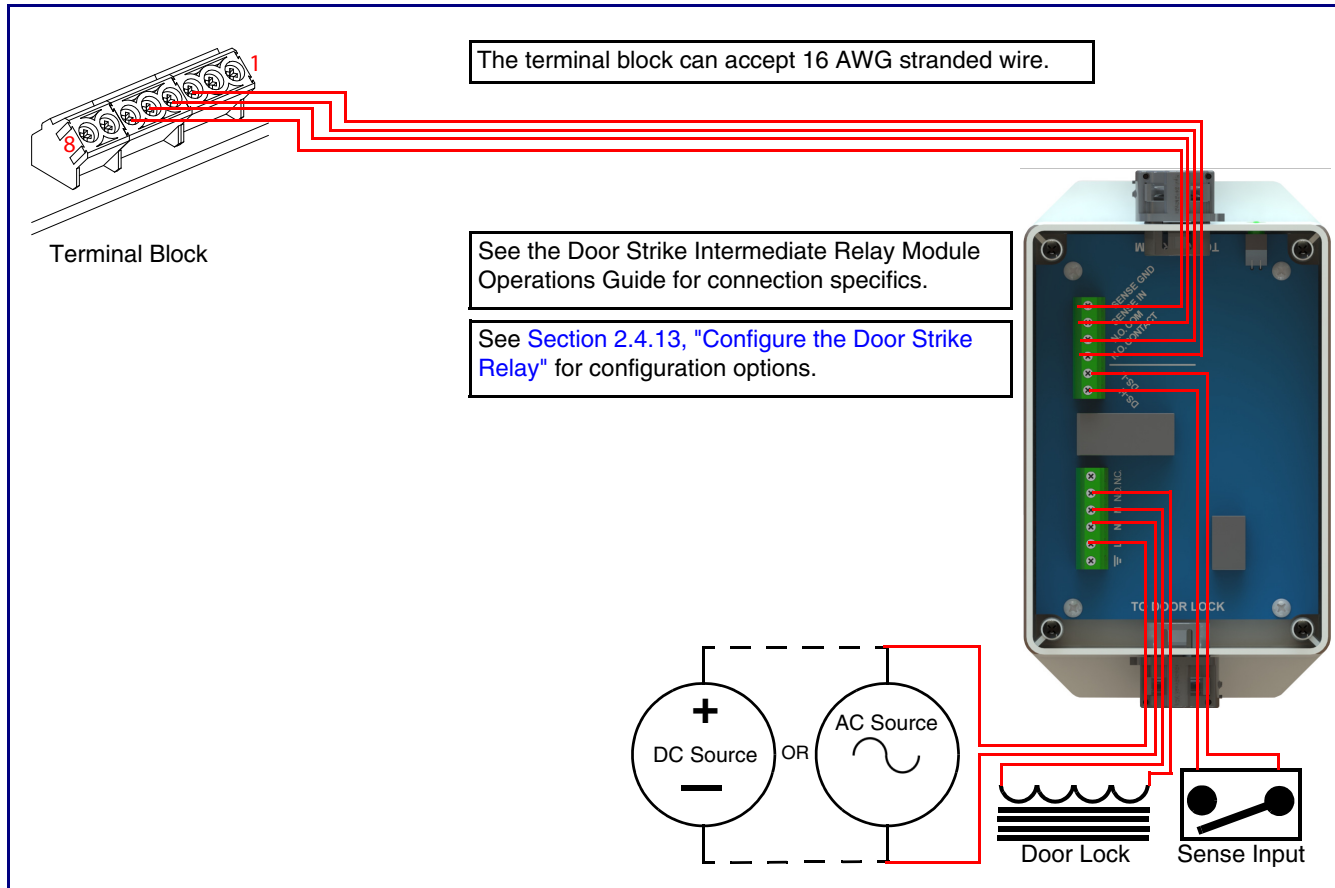 1
The terminal block can accept 16 AWG stranded wire.
8
Terminal Block
See the Door Strike Intermediate Relay Module
Operations Guide for connection specifics.
See Section 2.4.13, "Configure the Door Strike
Relay" for configuration options.
SENSE GND
SENSE IN
N.O. COM
N.O. CONTACT
DS-1
N.C.
N.O.
N
L
TO DOOR LOCK
+
DC Source
OR
AC Source
Door Lock
Sense Input